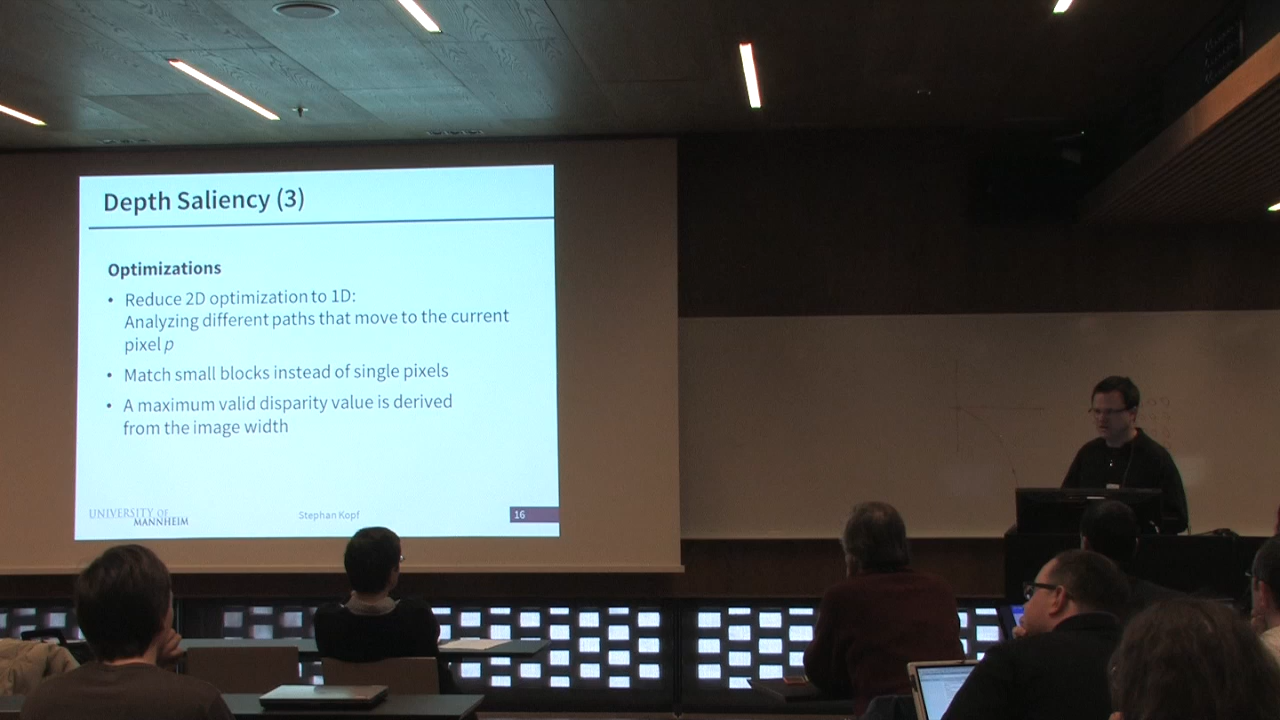 Depth Saliency (3)
Optimizations
• Reduce 2D optimization to 1D:
Analyzing different paths that move to the current
pixel p
• Match small blocks instead of single pixels
• A maximum valid disparity value is derived
from the image width
UNIVERSITY OF
MANNHEIM
Stephan Kopf
16